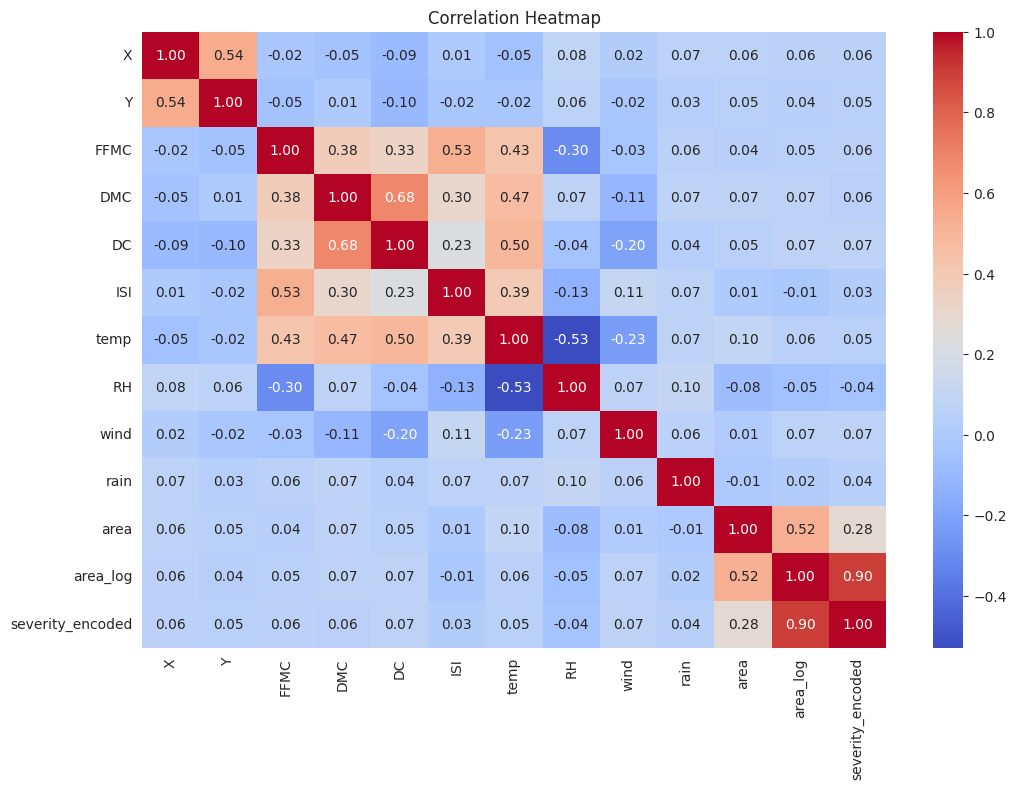 Correlation Heatmap
X 1.00 0.54 -0.02 -0.05 -0.09 0.01 -0.05 0.08 0.02 0.07 0.06 0.06 0.06
Y 0.54 1.00 -0.05 0.01 -0.10 -0.02 -0.02 0.06 -0.02 0.03 0.05 0.04 0.05
FFMC -0.02 -0.05 1.00 0.38 0.33 0.53 0.43 -0.30 -0.03 0.06 0.04 0.05 0.06
DMC -0.05 0.01 0.38 1.00 0.68 0.30 0.47 0.07 -0.11 0.07 0.07 0.07 0.06
DC -0.09 -0.10 0.33 0.68 1.00 0.23 0.50 -0.04 -0.20 0.04 0.05 0.07 0.07
ISI 0.01 -0.02 0.53 0.30 0.23 1.00 0.39 -0.13 0.11 0.07 0.01 -0.01 0.03
temp -0.05 -0.02 0.43 0.47 0.50 0.39 1.00 -0.53 -0.23 0.07 0.10 0.06 0.05
RH 0.08 0.06 -0.30 0.07 -0.04 -0.13 -0.53 1.00 0.07 0.10 -0.08 -0.05 -0.04
wind 0.02 -0.02 -0.03 -0.11 -0.20 0.11 -0.23 0.07 1.00 0.06 0.01 0.07 0.07
rain 0.07 0.03 0.06 0.07 0.04 0.07 0.07 0.10 0.06 1.00 -0.01 0.02 0.04
area 0.06 0.05 0.04 0.07 0.05 0.01 0.10 -0.08 0.01 -0.01 1.00 0.52 0.28
area_log 0.06 0.04 0.05 0.07 0.07 -0.01 0.06 -0.05 0.07 0.02 0.52 1.00 0.90
severity_encoded 0.06 0.05 0.06 0.06 0.07 0.03 0.05 -0.04 0.07 0.04 0.28 0.90 1.00
X Y FFMC DMC DC ISI temp RH wind rain area area_log severity_encoded
1.0
0.8
0.6
0.4
0.2
0.0
−0.2
−0.4